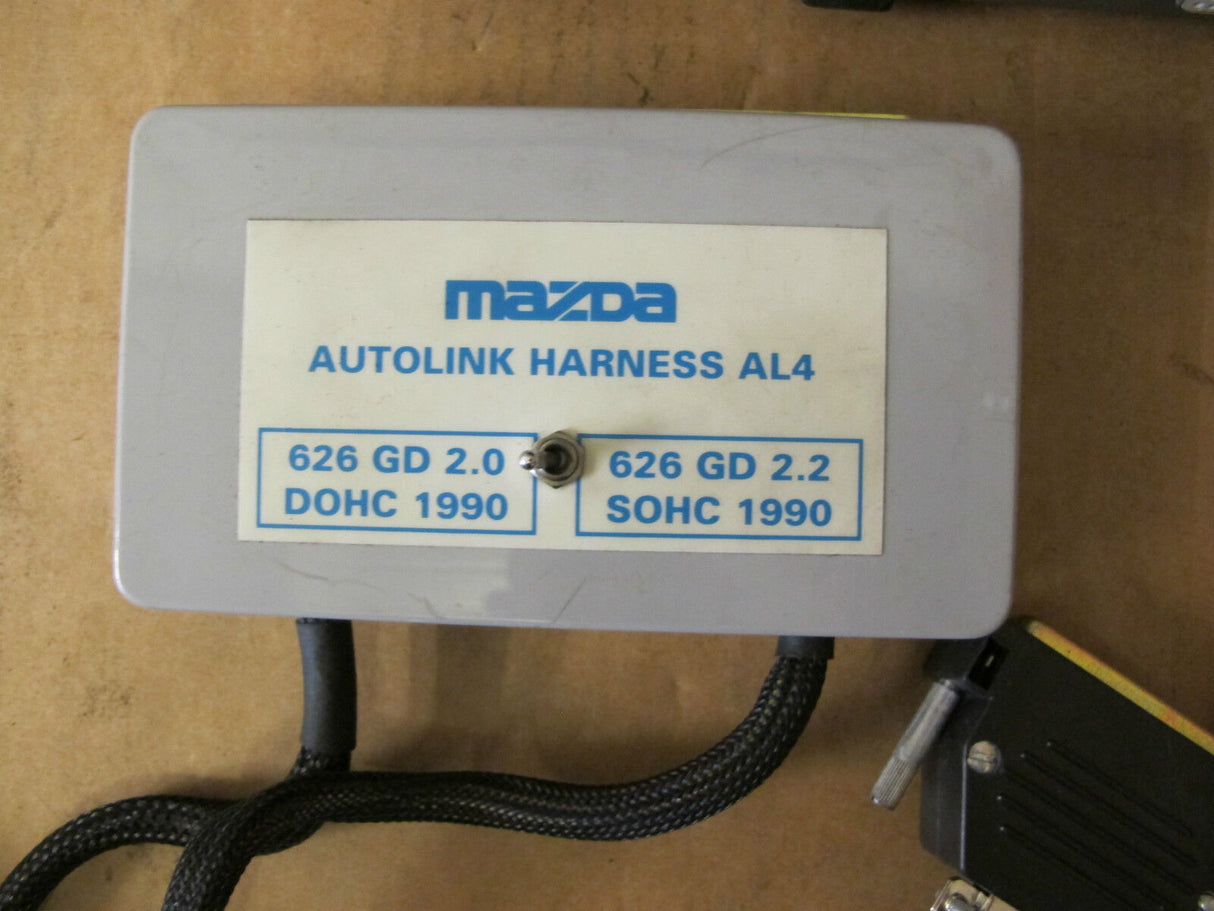 mazda
AUTOLINK HARNESS AL4
626 GD 2.0
DOHC 1990
626 GD 2.2
SOHC 1990